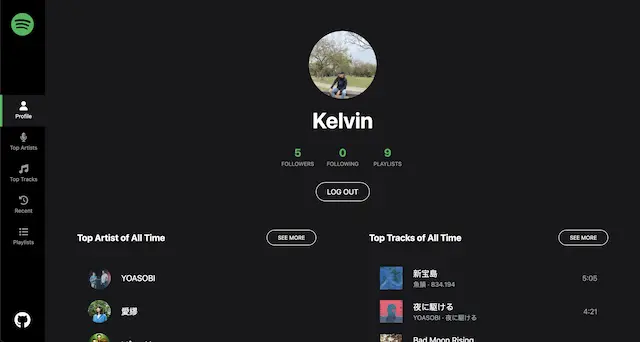 Profile
Top Artists
Top Tracks
Recent
Playlists
Kelvin
5 0 9
FOLLOWERS FOLLOWING PLAYLISTS
LOG OUT
Top Artist of All Time
SEE MORE
YOASOBI
愛繆
Top Tracks of All Time
SEE MORE
新宝島
魚韻 · 834.194
5:05
夜に駆ける
YOASOBI · 夜に駆ける
4:21
Bad Moon Rising